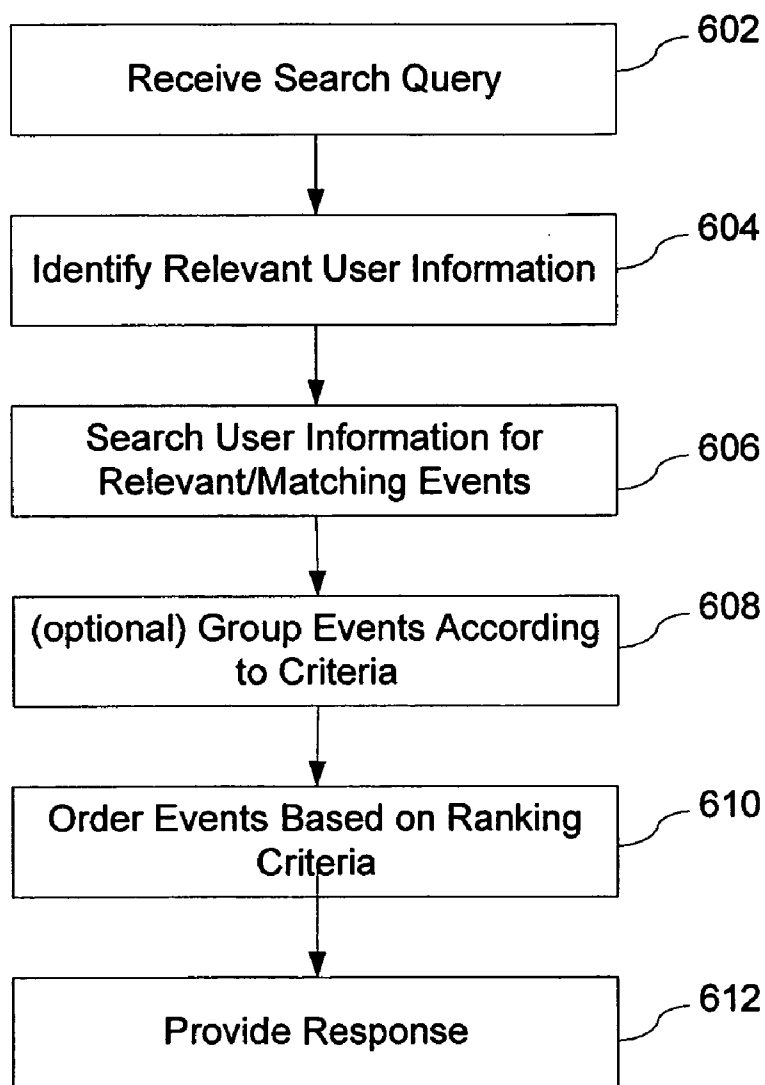 602
Receive Search Query
604
Identify Relevant User Information
Search User Information for
Relevant/Matching Events
606
(optional) Group Events According
to Criteria
608
Order Events Based on Ranking
Criteria
610
Provide Response
612